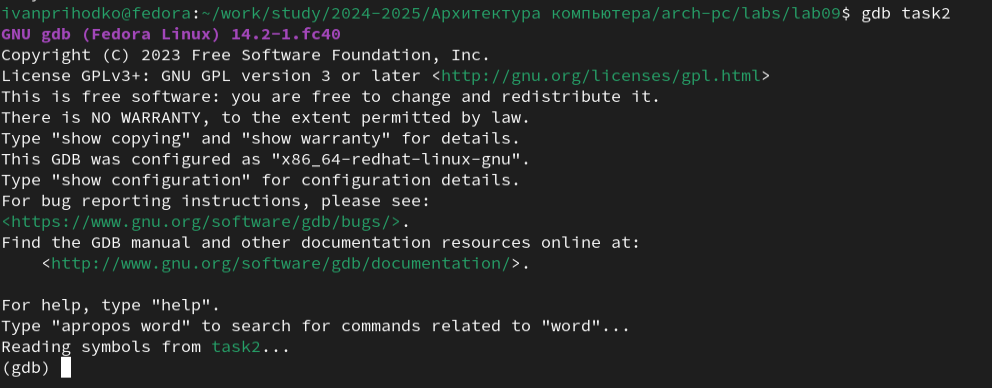 ivanprihodko@fedora:~/work/study/2024-2025/Архитектура компьютера/arch-pc/labs/lab09$ gdb task2
GNU gdb (Fedora Linux) 14.2-1.fc40
Copyright (C) 2023 Free Software Foundation, Inc.
License GPLv3+: GNU GPL version 3 or later <http://gnu.org/licenses/gpl.html>
This is free software: you are free to change and redistribute it.
There is NO WARRANTY, to the extent permitted by law.
Type "show copying" and "show warranty" for details.
This GDB was configured as "x86_64-redhat-linux-gnu".
Type "show configuration" for configuration details.
For bug reporting instructions, please see:
<https://www.gnu.org/software/gdb/bugs/>.
Find the GDB manual and other documentation resources online at:
    <http://www.gnu.org/software/gdb/documentation/>.

For help, type "help".
Type "apropos word" to search for commands related to "word"...
Reading symbols from task2...
(gdb)